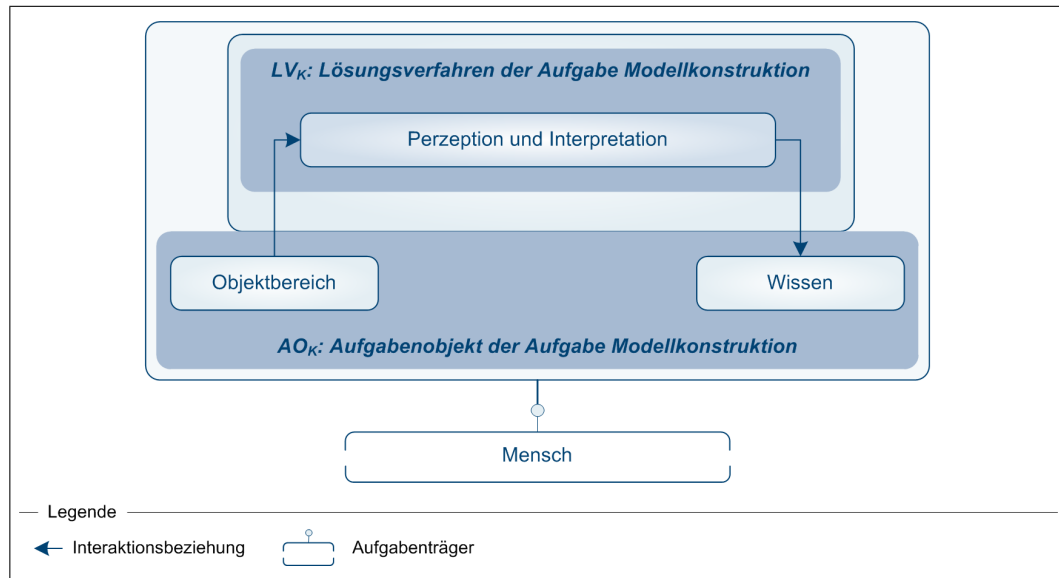 LVK: Lösungsverfahren der Aufgabe Modellkonstruktion
Perzeption und Interpretation
Objektbereich
Wissen
AOK: Aufgabenobjekt der Aufgabe Modellkonstruktion
Mensch
Legende
Interaktionsbeziehung
Aufgabenträger